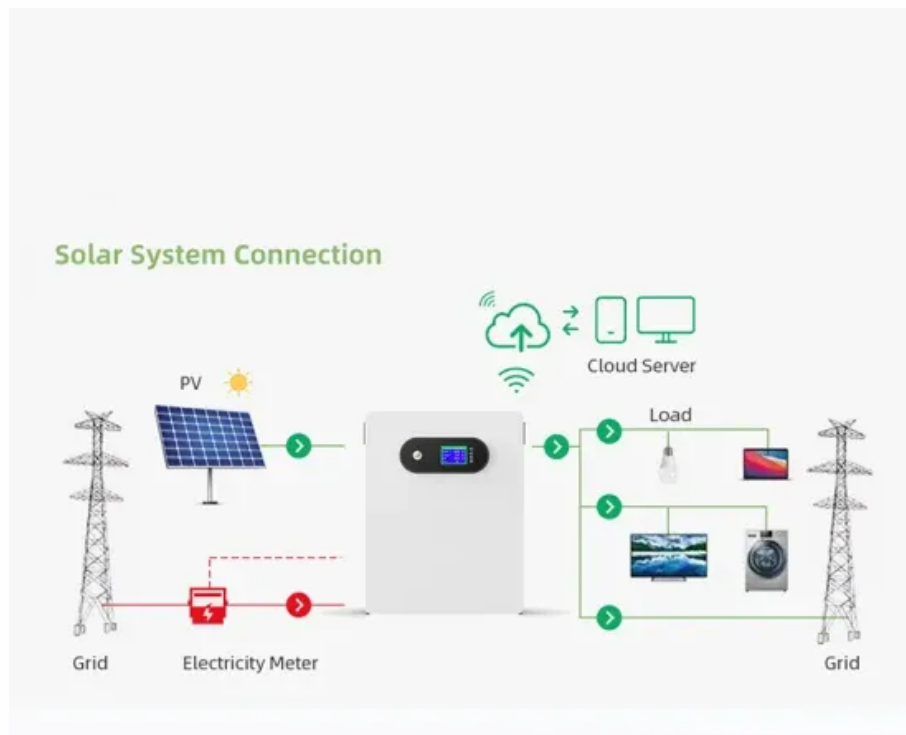 Solar System Connection
Cloud Server
PV
Load
Grid
Electricity Meter
Grid